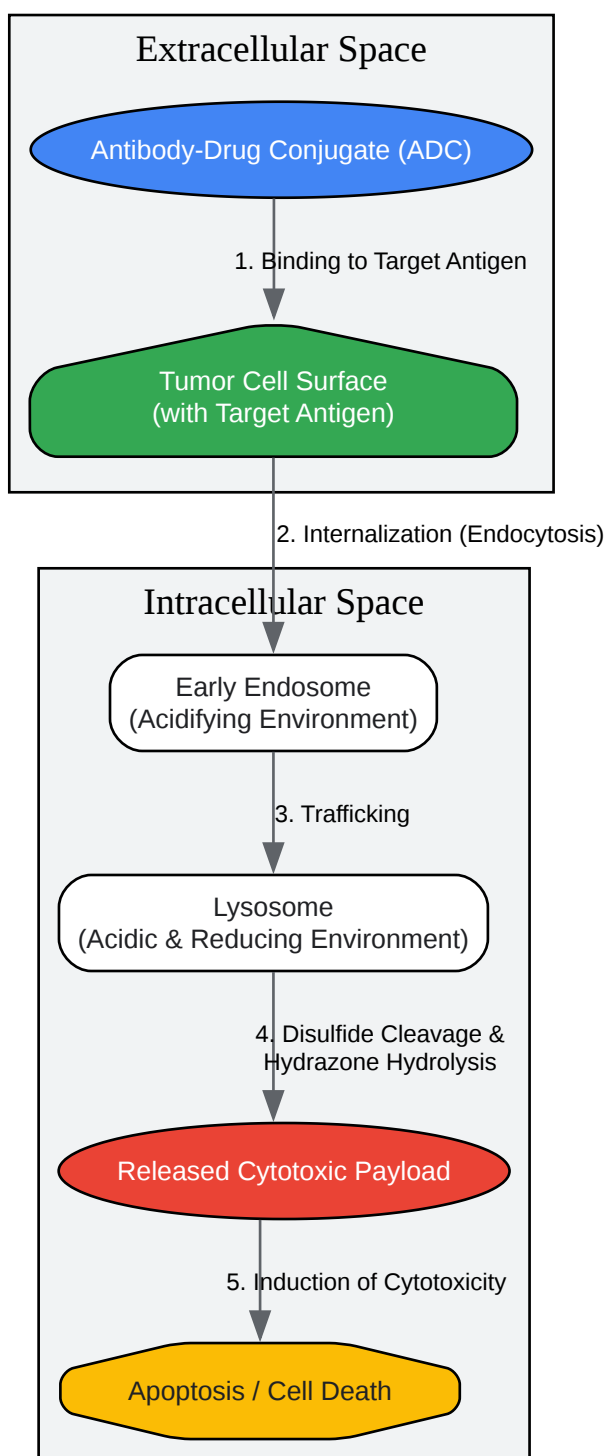 Extracellular Space
Antibody-Drug Conjugate (ADC)
1. Binding to Target Antigen
Tumor Cell Surface
(with Target Antigen)
2. Internalization (Endocytosis)
Intracellular Space
Early Endosome
(Acidifying Environment)
3. Trafficking
Lysosome
(Acidic & Reducing Environment)
4. Disulfide Cleavage &
Hydrazone Hydrolysis
Released Cytotoxic Payload
5. Induction of Cytotoxicity
Apoptosis / Cell Death